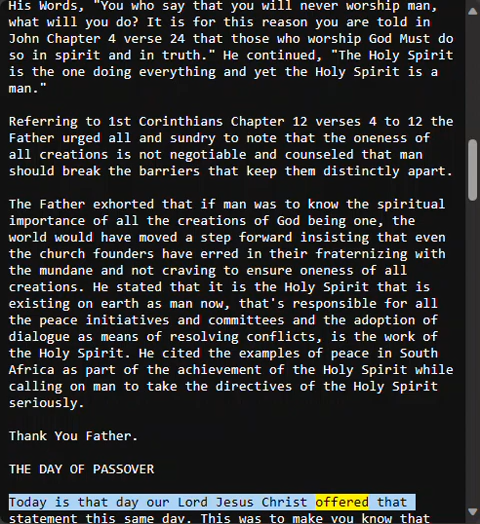 His Words, "You who say that you will never worship man,
what will you do? It is for this reason you are told in
John Chapter 4 verse 24 that those who worship God Must do
so in spirit and in truth." He continued, "The Holy Spirit
is the one doing everything and yet the Holy Spirit is a
man."
Referring to 1st Corinthians Chapter 12 verses 4 to 12 the
Father urged all and sundry to note that the oneness of
all creations is not negotiable and counseled that man
should break the barriers that keep them distinctly apart.
The Father exhorted that if man was to know the spiritual
importance of all the creations of God being one, the
world would have moved a step forward insisting that even
the church founders have erred in their fraternizing with
the mundane and not craving to ensure oneness of all
creations. He stated that it is the Holy Spirit that is
existing on earth as man now, that's responsible for all
the peace initiatives and committees and the adoption of
dialogue as means of resolving conflicts, is the work of
the Holy Spirit. He cited the examples of peace in South
Africa as part of the achievement of the Holy Spirit while
calling on man to take the directives of the Holy Spirit
seriously.
Thank You Father.
THE DAY OF PASSOVER
Today is that day our Lord Jesus Christ offered that
statement this same day. This was to make you know that